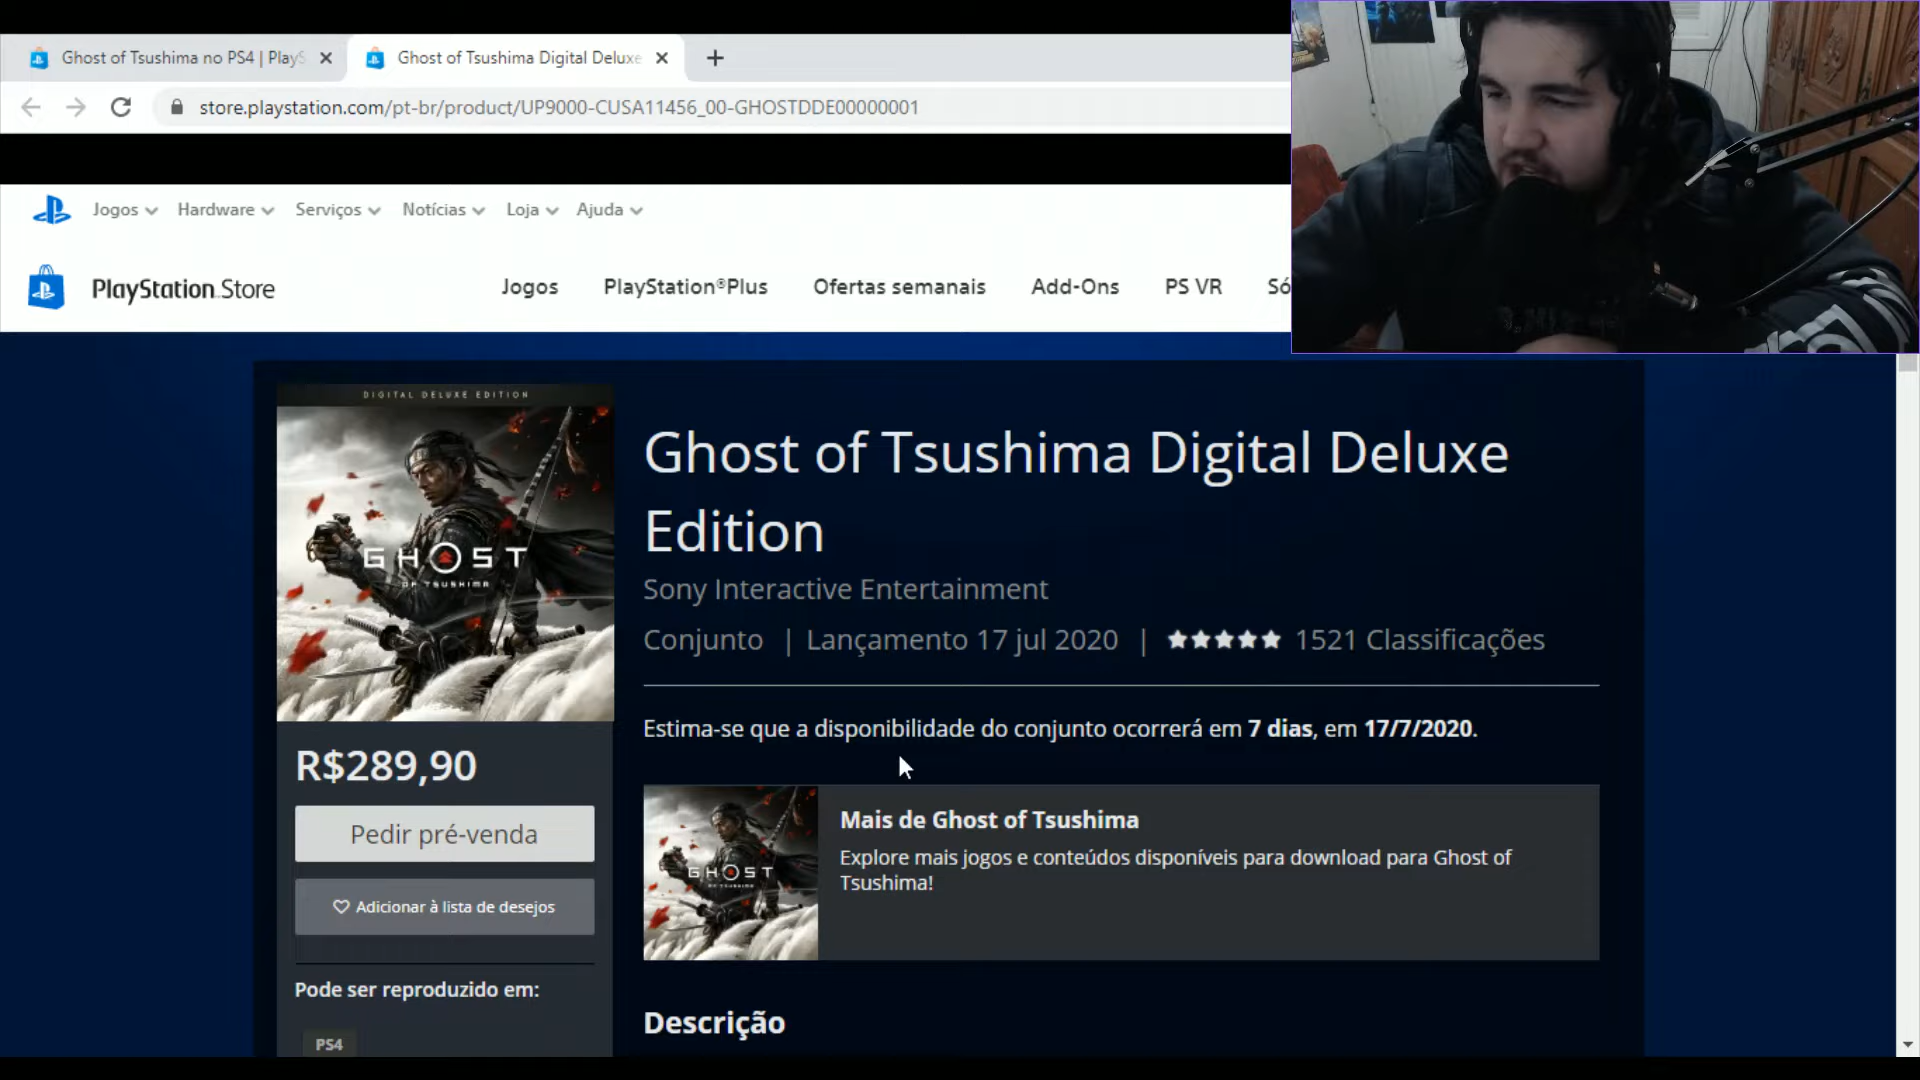 Ghost of Tsushima no PS4 | PlayS
Ghost of Tsushima Digital Deluxe
store.playstation.com/pt-br/product/UP9000-CUSA11456_00-GHOSTDDE00000001
Jogos Hardware Serviços Notícias Loja Ajuda
PlayStation Store
Jogos PlayStation®Plus Ofertas semanais Add-Ons PS VR Só
DIGITAL DELUXE EDITION
GHOST
OF TSUSHIMA
Ghost of Tsushima Digital Deluxe
Edition
Sony Interactive Entertainment
Conjunto | Lançamento 17 jul 2020 | ★★★★★ 1521 Classificações
Estima-se que a disponibilidade do conjunto ocorrerá em 7 dias, em 17/7/2020.
R$289,90
Pedir pré-venda
Adicionar à lista de desejos
Pode ser reproduzido em:
PS4
GHOST
OF TSUSHIMA
Mais de Ghost of Tsushima
Explore mais jogos e conteúdos disponíveis para download para Ghost of
Tsushima!
Descrição